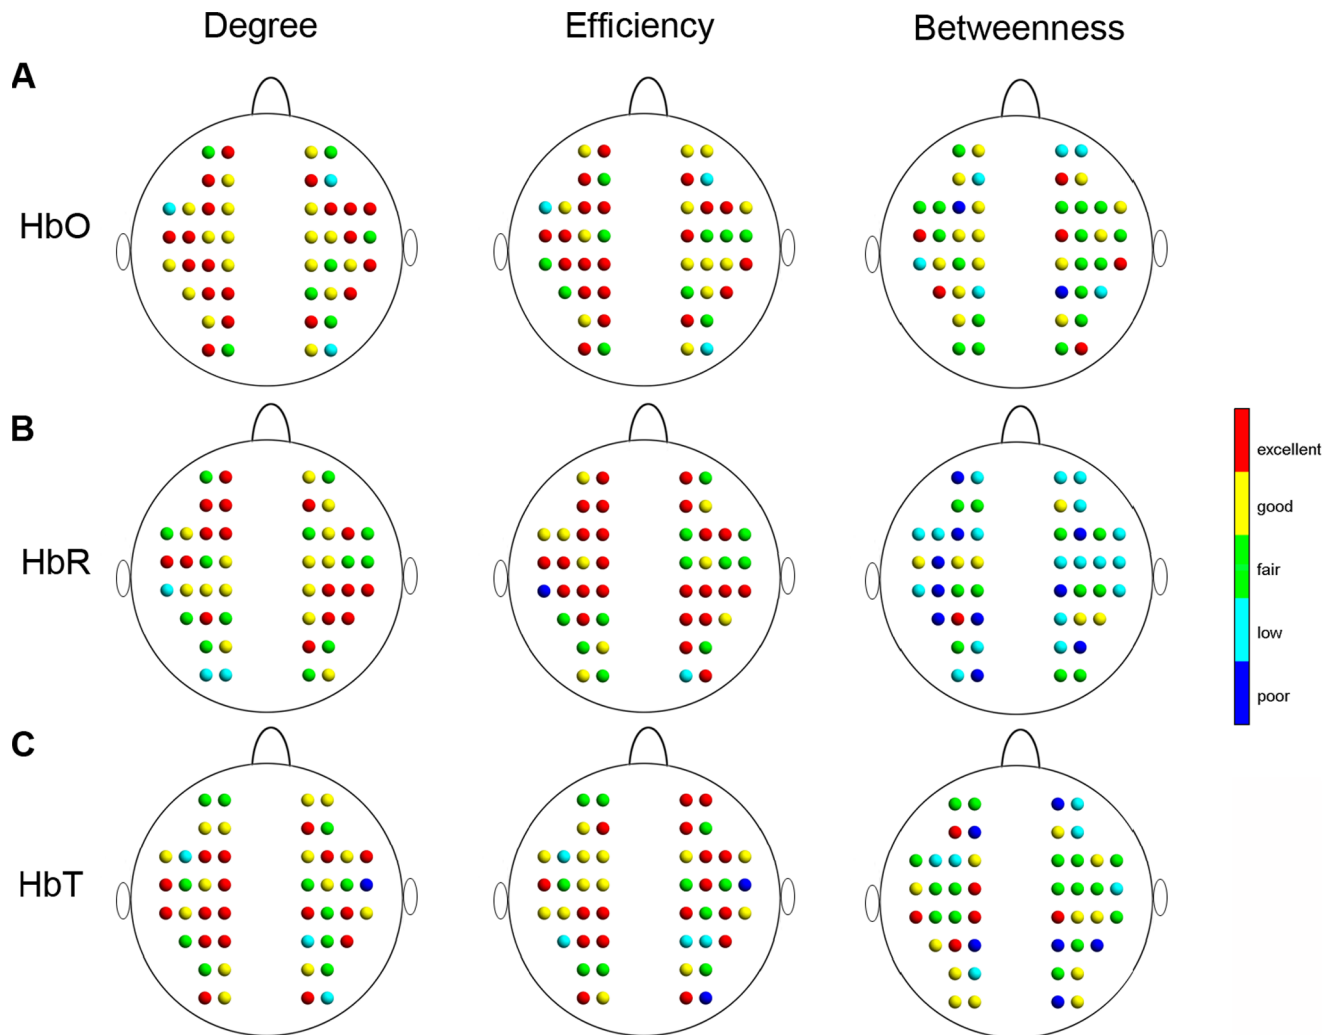 Degree Efficiency Betweenness
A
HbO
B
HbR
excellent
good
fair
low
poor
C
HbT